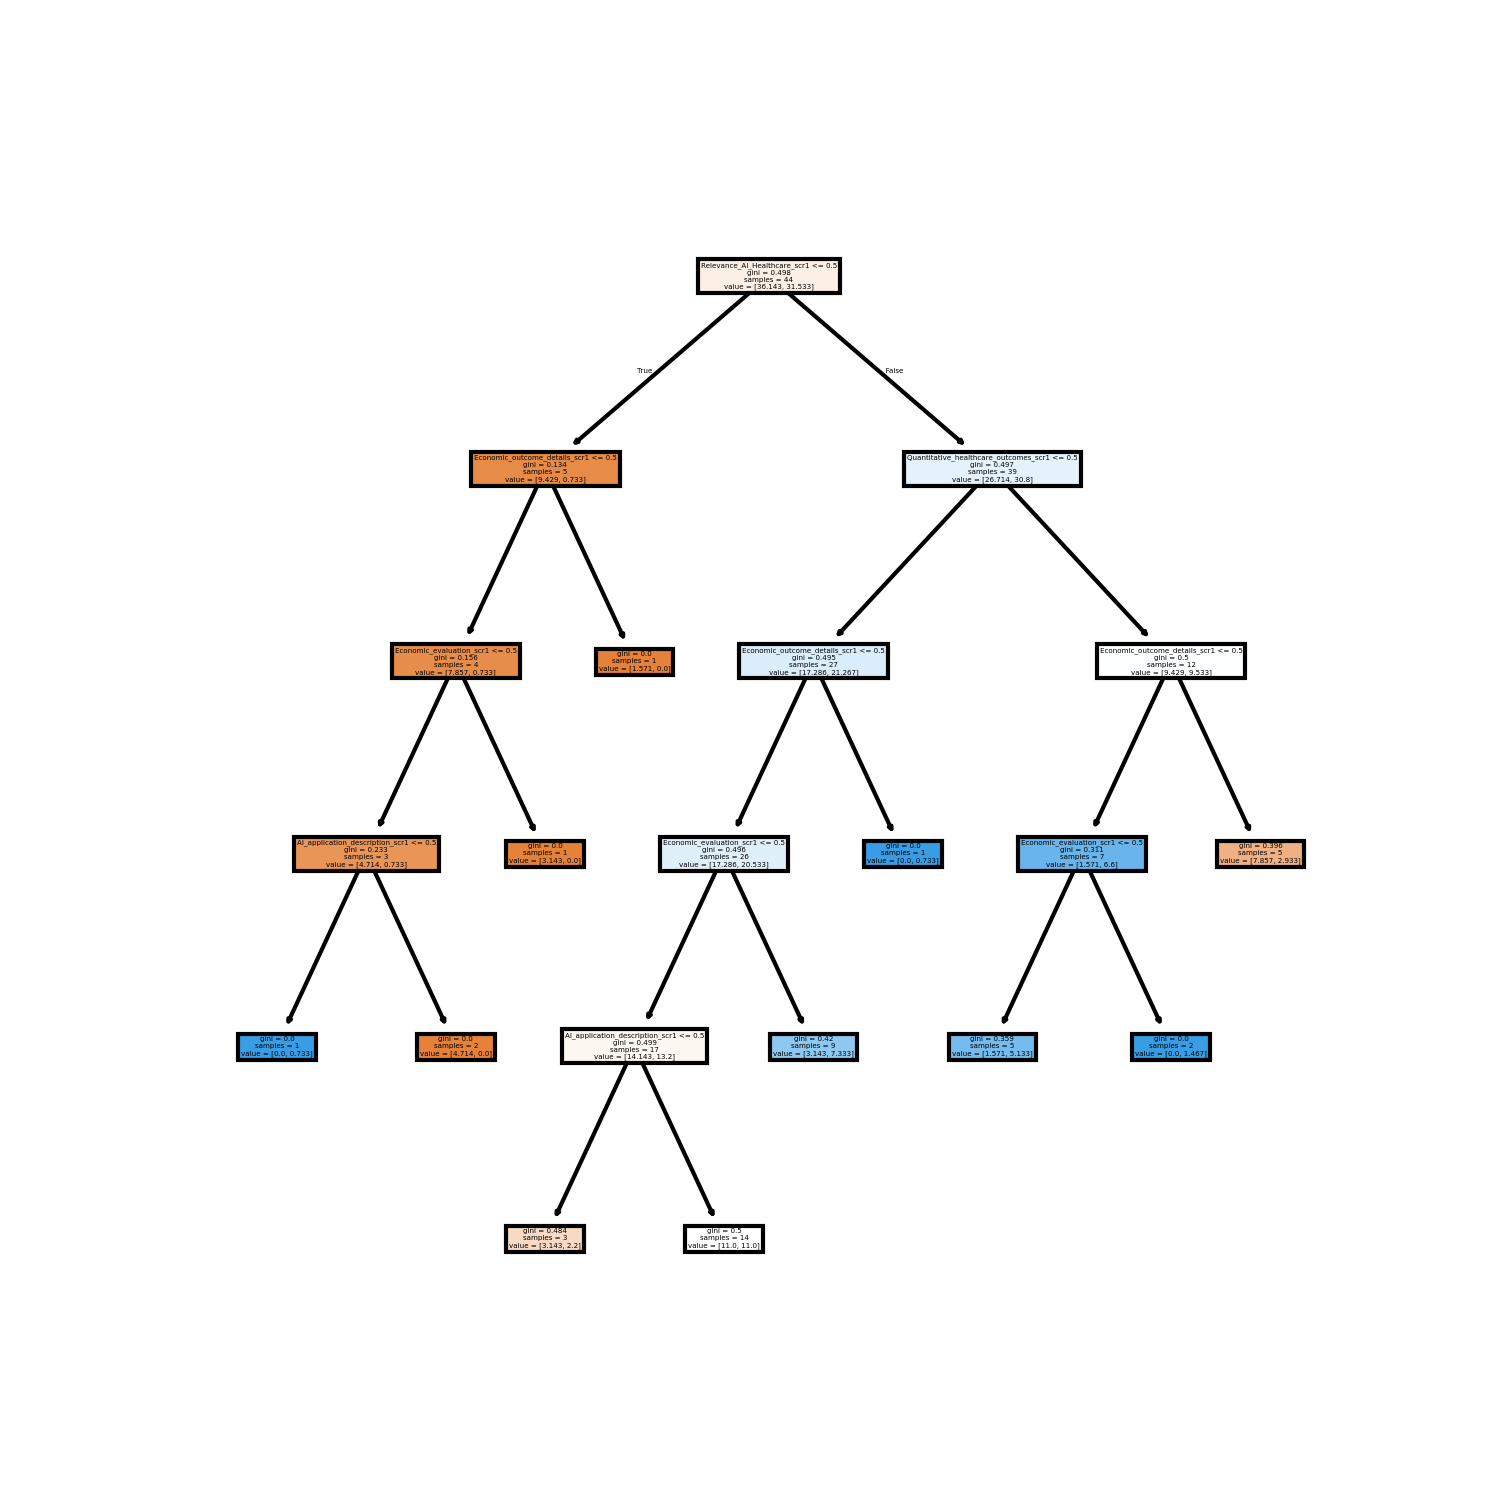 Relevance_AI_Healthcare_scr1 <= 0.5
gini = 0.498
samples = 44
value = [36.143, 31.533]
True
False
Economic_outcome_details_scr1 <= 0.5
gini = 0.134
samples = 5
value = [9.429, 0.733]
Quantitative_healthcare_outcomes_scr1 <= 0.5
gini = 0.497
samples = 39
value = [26.714, 30.8]
Economic_evaluation_scr1 <= 0.5
gini = 0.156
samples = 4
value = [7.857, 0.733]
gini = 0.0
samples = 1
value = [1.571, 0.0]
Economic_outcome_details_scr1 <= 0.5
gini = 0.495
samples = 27
value = [17.286, 21.267]
Economic_outcome_details_scr1 <= 0.5
gini = 0.5
samples = 12
value = [9.429, 9.533]
AI_application_description_scr1 <= 0.5
gini = 0.233
samples = 3
value = [4.714, 0.733]
gini = 0.0
samples = 1
value = [3.143, 0.0]
Economic_evaluation_scr1 <= 0.5
gini = 0.496
samples = 26
value = [17.286, 20.533]
gini = 0.0
samples = 1
value = [0.0, 0.733]
Economic_evaluation_scr1 <= 0.5
gini = 0.311
samples = 7
value = [1.571, 6.6]
gini = 0.396
samples = 5
value = [7.857, 2.933]
gini = 0.0
samples = 1
value = [0.0, 0.733]
gini = 0.0
samples = 2
value = [4.714, 0.0]
AI_application_description_scr1 <= 0.5
gini = 0.499
samples = 17
value = [14.143, 13.2]
gini = 0.42
samples = 9
value = [3.143, 7.333]
gini = 0.359
samples = 5
value = [1.571, 5.133]
gini = 0.0
samples = 2
value = [0.0, 1.467]
gini = 0.484
samples = 3
value = [3.143, 2.2]
gini = 0.5
samples = 14
value = [11.0, 11.0]